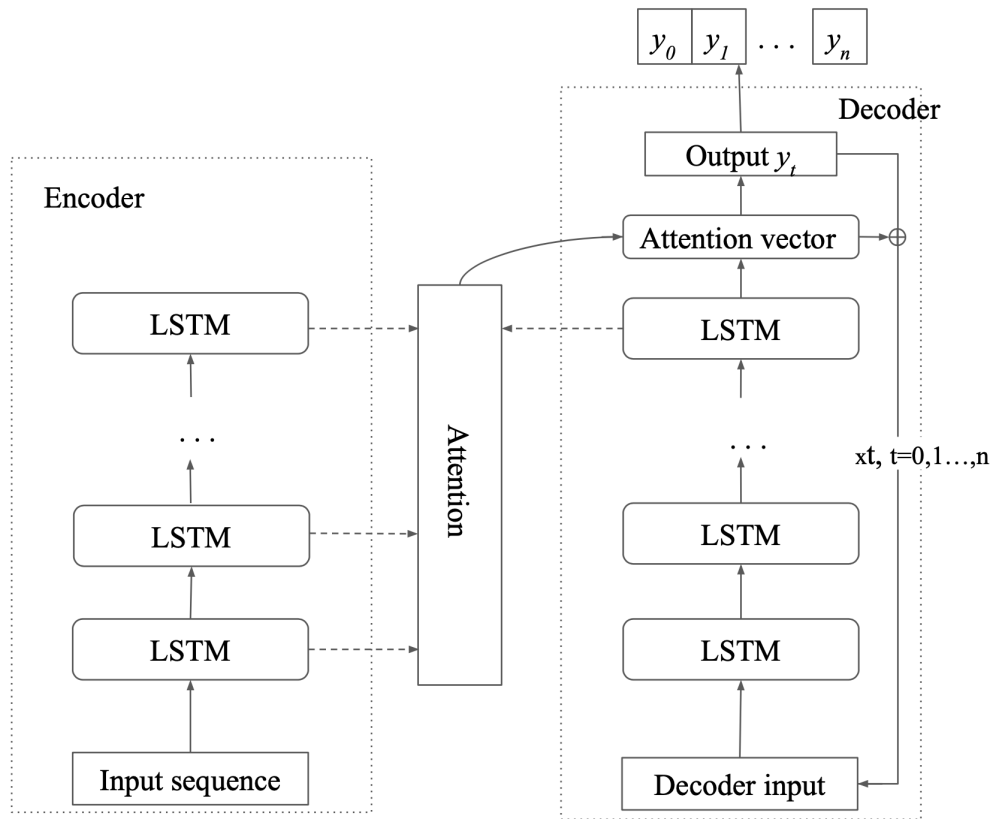 y0 y1 . . . yn
Decoder
Output yt
Encoder
Attention vector
LSTM
LSTM
. . .
. . .
Attention
xt, t=0,1...,n
LSTM
LSTM
LSTM
LSTM
Input sequence
Decoder input